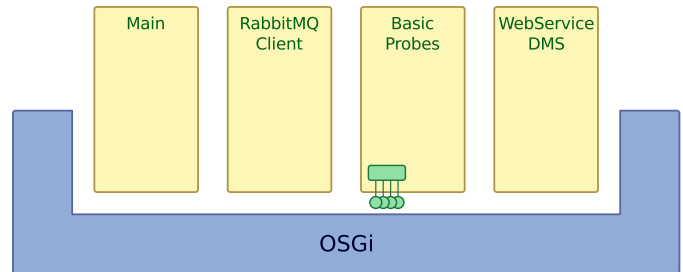 Main
RabbitMQ
Client
Basic
Probes
WebService
DMS
OSGi